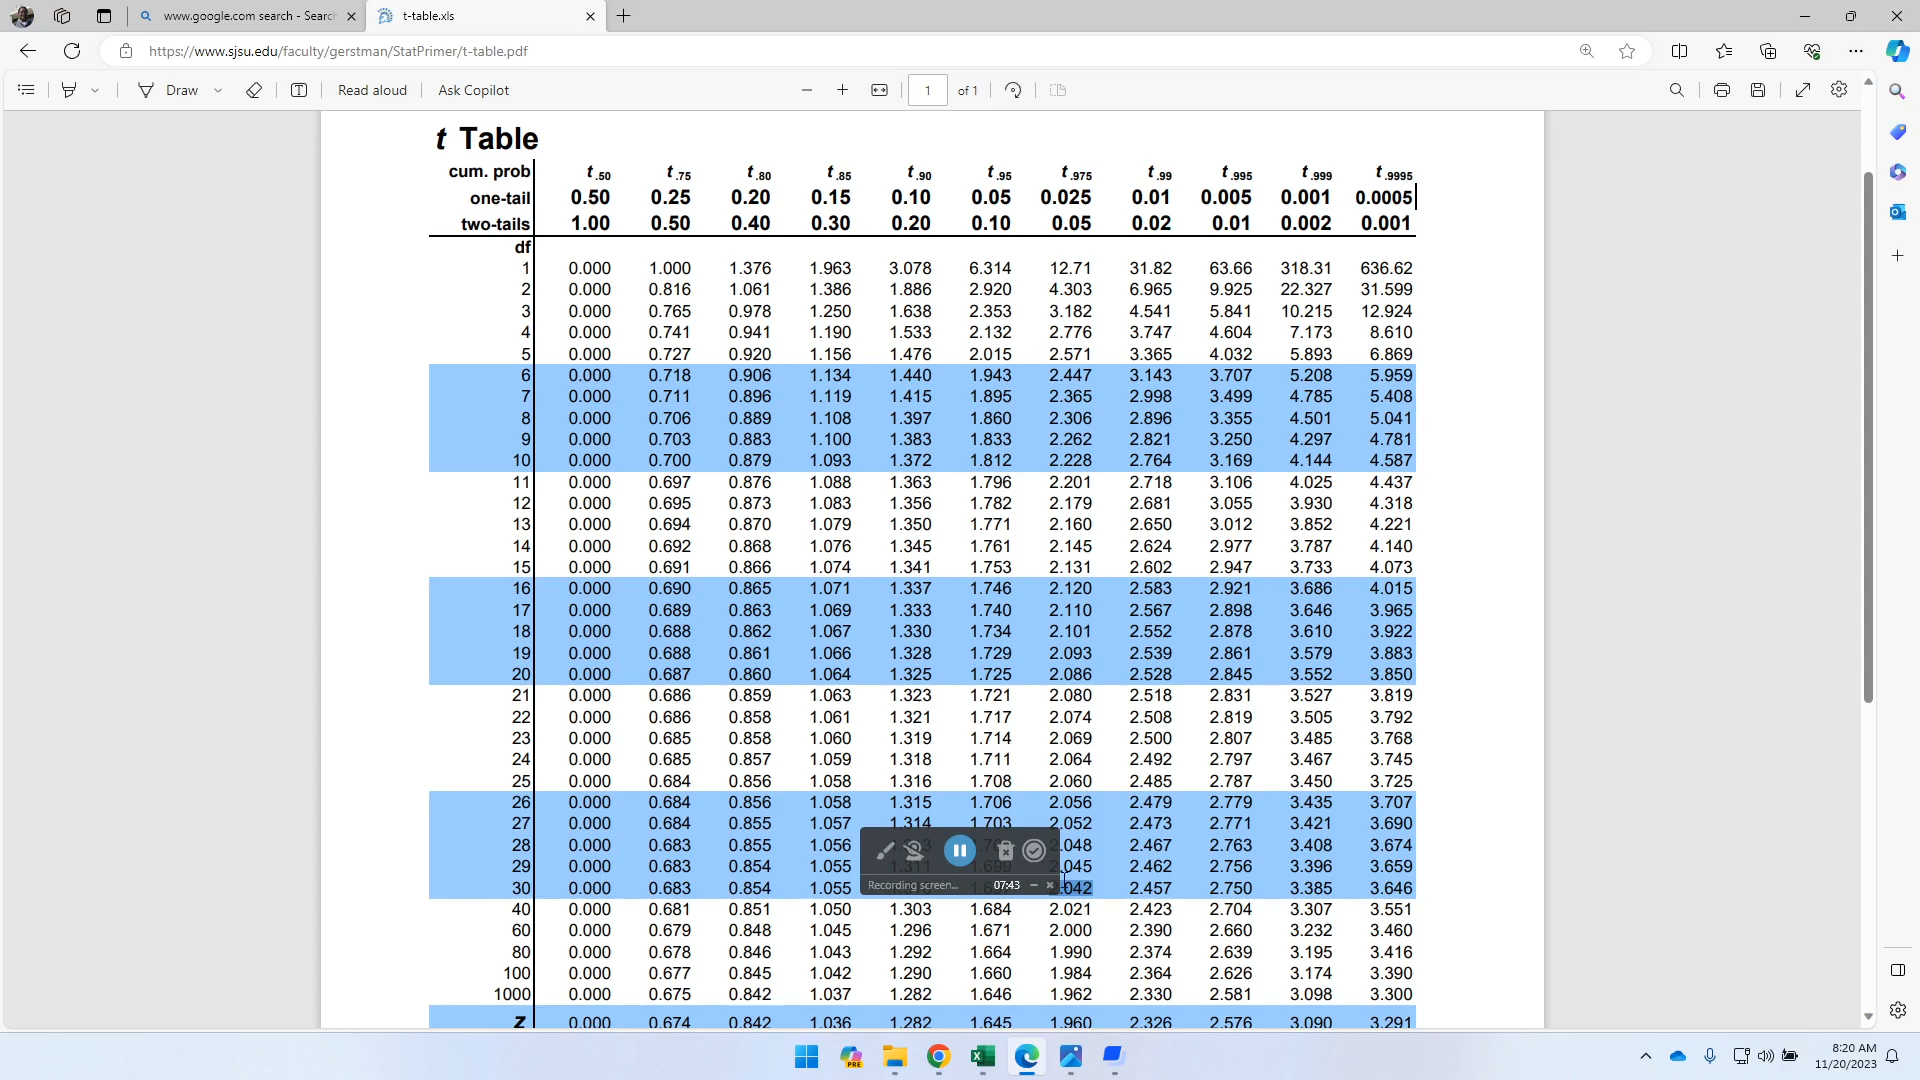 www.google.com search - Search
t-table.xls
https://www.sjsu.edu/faculty/gerstman/StatPrimer/t-table.pdf
Draw
Read aloud
Ask Copilot
1 of 1
t Table
cum. prob t.50 t.75 t.80 t.85 t.90 t.95 t.975 t.99 t.995 t.999 t.9995
one-tail 0.50 0.25 0.20 0.15 0.10 0.05 0.025 0.01 0.005 0.001 0.0005
two-tails 1.00 0.50 0.40 0.30 0.20 0.10 0.05 0.02 0.01 0.002 0.001
df
1 0.000 1.000 1.376 1.963 3.078 6.314 12.71 31.82 63.66 318.31 636.62
2 0.000 0.816 1.061 1.386 1.886 2.920 4.303 6.965 9.925 22.327 31.599
3 0.000 0.765 0.978 1.250 1.638 2.353 3.182 4.541 5.841 10.215 12.924
4 0.000 0.741 0.941 1.190 1.533 2.132 2.776 3.747 4.604 7.173 8.610
5 0.000 0.727 0.920 1.156 1.476 2.015 2.571 3.365 4.032 5.893 6.869
6 0.000 0.718 0.906 1.134 1.440 1.943 2.447 3.143 3.707 5.208 5.959
7 0.000 0.711 0.896 1.119 1.415 1.895 2.365 2.998 3.499 4.785 5.408
8 0.000 0.706 0.889 1.108 1.397 1.860 2.306 2.896 3.355 4.501 5.041
9 0.000 0.703 0.883 1.100 1.383 1.833 2.262 2.821 3.250 4.297 4.781
10 0.000 0.700 0.879 1.093 1.372 1.812 2.228 2.764 3.169 4.144 4.587
11 0.000 0.697 0.876 1.088 1.363 1.796 2.201 2.718 3.106 4.025 4.437
12 0.000 0.695 0.873 1.083 1.356 1.782 2.179 2.681 3.055 3.930 4.318
13 0.000 0.694 0.870 1.079 1.350 1.771 2.160 2.650 3.012 3.852 4.221
14 0.000 0.692 0.868 1.076 1.345 1.761 2.145 2.624 2.977 3.787 4.140
15 0.000 0.691 0.866 1.074 1.341 1.753 2.131 2.602 2.947 3.733 4.073
16 0.000 0.690 0.865 1.071 1.337 1.746 2.120 2.583 2.921 3.686 4.015
17 0.000 0.689 0.863 1.069 1.333 1.740 2.110 2.567 2.898 3.646 3.965
18 0.000 0.688 0.862 1.067 1.330 1.734 2.101 2.552 2.878 3.610 3.922
19 0.000 0.688 0.861 1.066 1.328 1.729 2.093 2.539 2.861 3.579 3.883
20 0.000 0.687 0.860 1.064 1.325 1.725 2.086 2.528 2.845 3.552 3.850
21 0.000 0.686 0.859 1.063 1.323 1.721 2.080 2.518 2.831 3.527 3.819
22 0.000 0.686 0.858 1.061 1.321 1.717 2.074 2.508 2.819 3.505 3.792
23 0.000 0.685 0.858 1.060 1.319 1.714 2.069 2.500 2.807 3.485 3.768
24 0.000 0.685 0.857 1.059 1.318 1.711 2.064 2.492 2.797 3.467 3.745
25 0.000 0.684 0.856 1.058 1.316 1.708 2.060 2.485 2.787 3.450 3.725
26 0.000 0.684 0.856 1.058 1.315 1.706 2.056 2.479 2.779 3.435 3.707
27 0.000 0.684 0.855 1.057 1.314 1.703 2.052 2.473 2.771 3.421 3.690
28 0.000 0.683 0.855 1.056 .048 2.467 2.763 3.408 3.674
29 0.000 0.683 0.854 1.055 1.311 1.699 2.045 2.462 2.756 3.396 3.659
30 0.000 0.683 0.854 1.055 .042 2.457 2.750 3.385 3.646
Recording screen... 07:43
40 0.000 0.681 0.851 1.050 1.303 1.684 2.021 2.423 2.704 3.307 3.551
60 0.000 0.679 0.848 1.045 1.296 1.671 2.000 2.390 2.660 3.232 3.460
80 0.000 0.678 0.846 1.043 1.292 1.664 1.990 2.374 2.639 3.195 3.416
100 0.000 0.677 0.845 1.042 1.290 1.660 1.984 2.364 2.626 3.174 3.390
1000 0.000 0.675 0.842 1.037 1.282 1.646 1.962 2.330 2.581 3.098 3.300
z 0.000 0.674 0.842 1.036 1.282 1.645 1.960 2.326 2.576 3.090 3.291
PRE
8:20 AM
11/20/2023